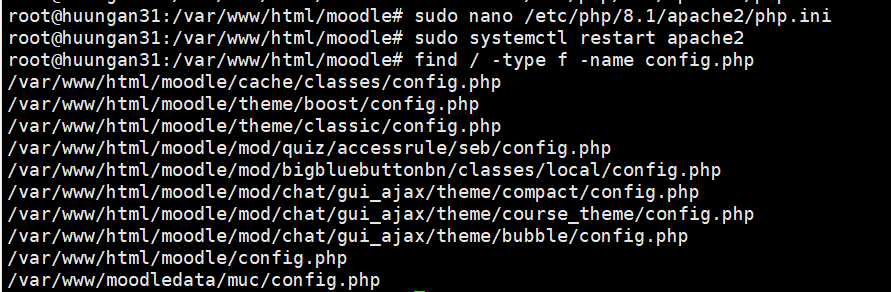 root@huungan31:/var/www/html/moodle# sudo nano /etc/php/8.1/apache2/php.ini
root@huungan31:/var/www/html/moodle# sudo systemctl restart apache2
root@huungan31:/var/www/html/moodle# find / -type f -name config.php
/var/www/html/moodle/cache/classes/config.php
/var/www/html/moodle/theme/boost/config.php
/var/www/html/moodle/theme/classic/config.php
/var/www/html/moodle/mod/quiz/accessrule/seb/config.php
/var/www/html/moodle/mod/bigbluebuttonbn/classes/local/config.php
/var/www/html/moodle/mod/chat/gui_ajax/theme/compact/config.php
/var/www/html/moodle/mod/chat/gui_ajax/theme/course_theme/config.php
/var/www/html/moodle/mod/chat/gui_ajax/theme/bubble/config.php
/var/www/html/moodle/config.php
/var/www/moodledata/muc/config.php